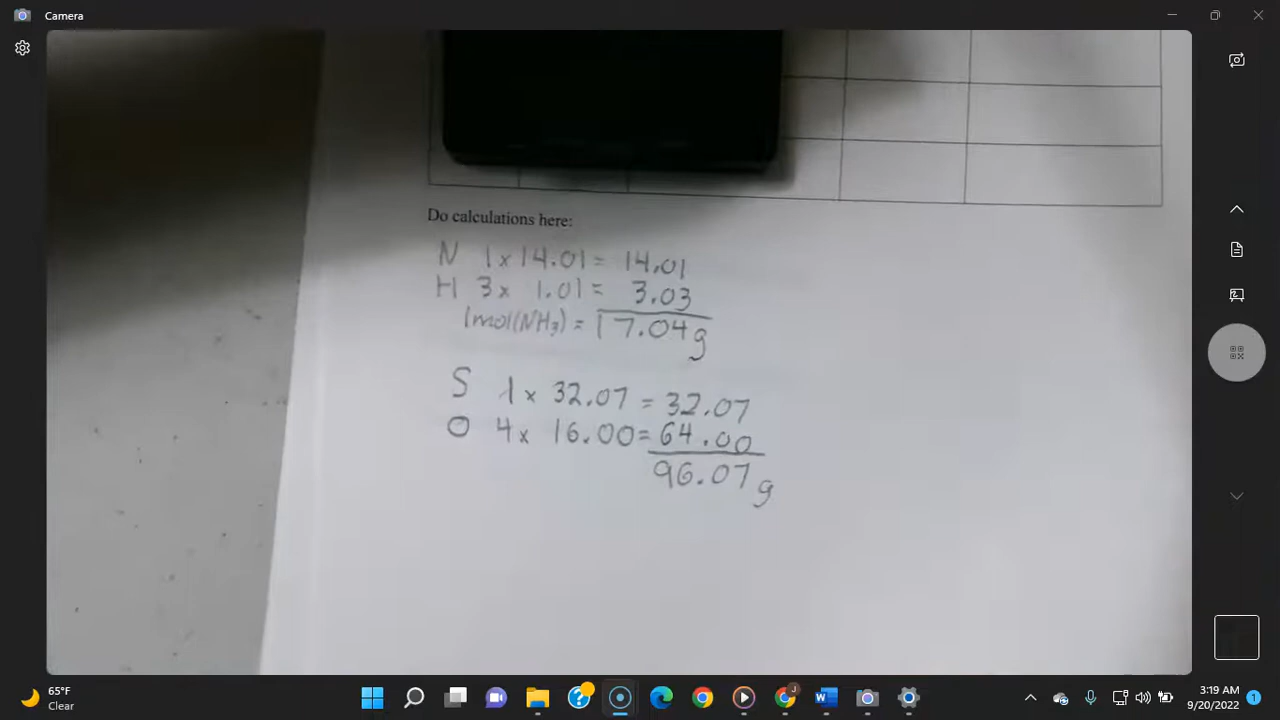 Camera
Do calculations here:
N 1 x 14.01 = 14.01
H 3 x 1.01 = 3.03
1mol(NH3) = 17.04g
S 1 x 32.07 = 32.07
O 4 x 16.00 = 64.00
96.07g
65°F
Clear
3:19 AM
9/20/2022
1